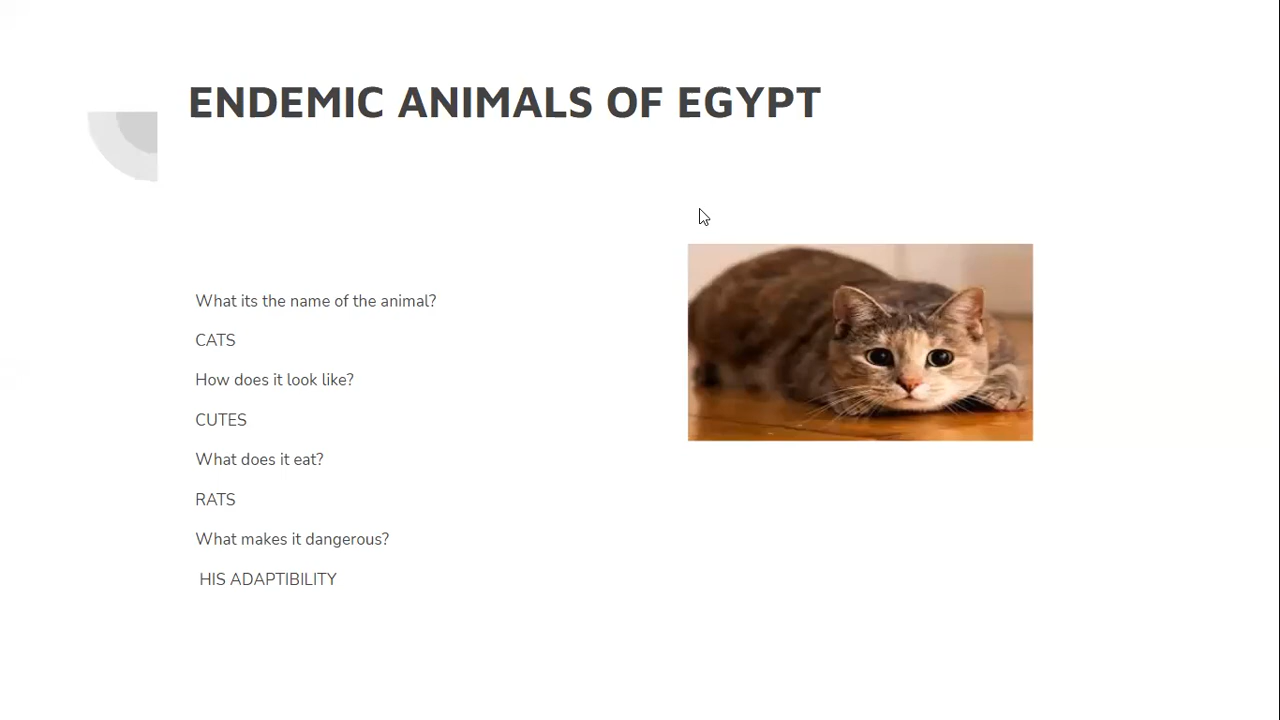 ENDEMIC ANIMALS OF EGYPT
What its the name of the animal?
CATS
How does it look like?
CUTES
What does it eat?
RATS
What makes it dangerous?
HIS ADAPTIBILITY